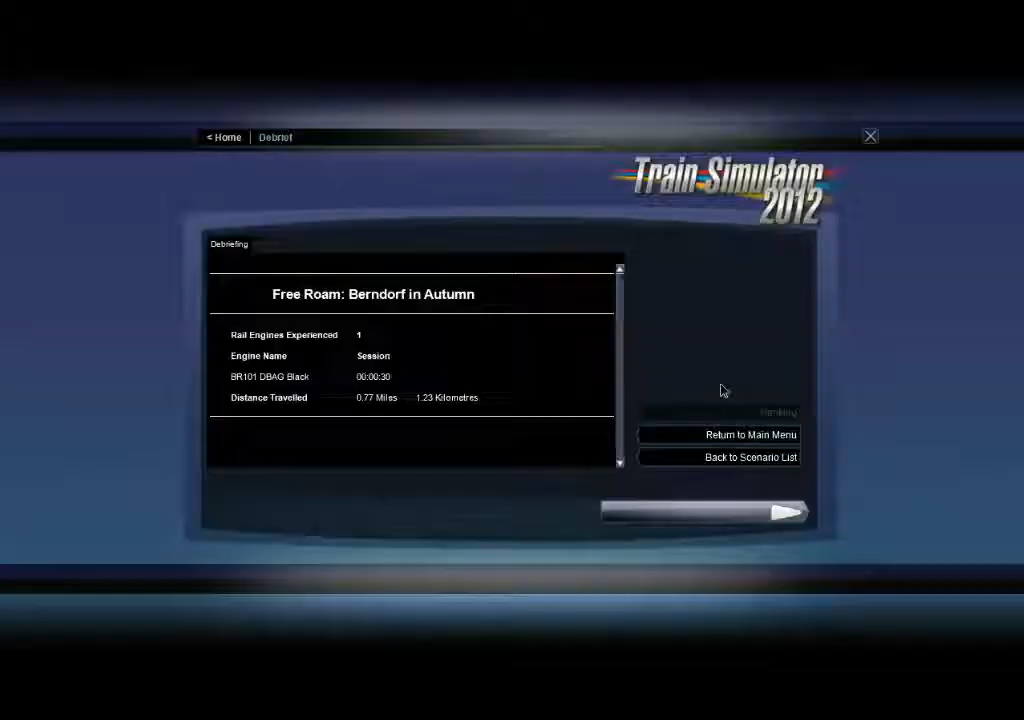 < Home | Debrief
Train Simulator
2012
Debriefing
Free Roam: Berndorf in Autumn
Rail Engines Experienced 1
Engine Name Session
BR101 DBAG Black 00:00:30
Distance Travelled 0.77 Miles 1.23 Kilometres
Return to Main Menu
Back to Scenario List